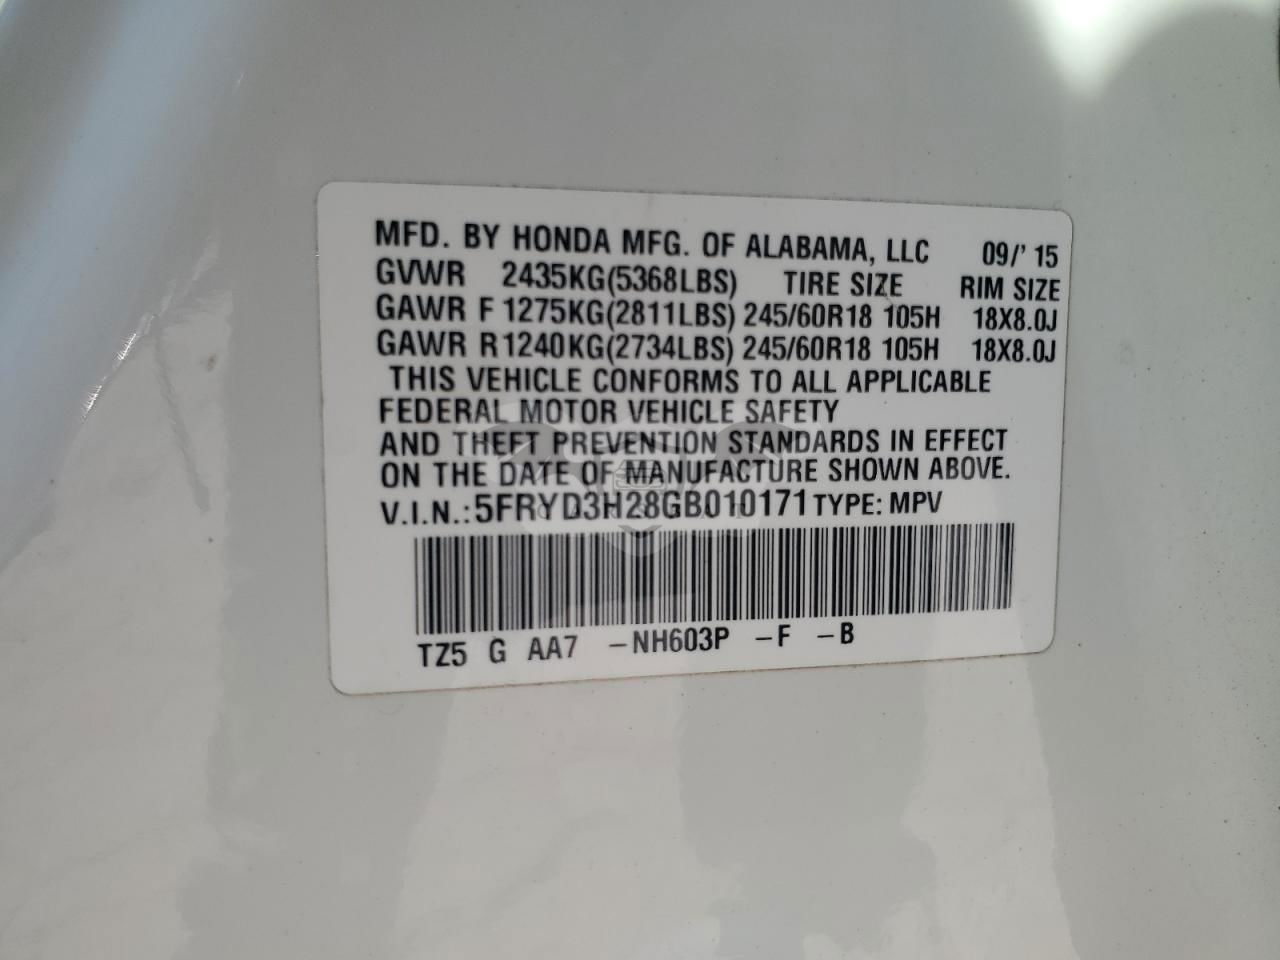 MFD. BY HONDA MFG. OF ALABAMA, LLC 09/' 15
GVWR 2435KG(5368LBS) TIRE SIZE RIM SIZE
GAWR F 1275KG(2811LBS) 245/60R18 105H 18X8.0J
GAWR R 1240KG(2734LBS) 245/60R18 105H 18X8.0J
THIS VEHICLE CONFORMS TO ALL APPLICABLE
FEDERAL MOTOR VEHICLE SAFETY
AND THEFT PREVENTION STANDARDS IN EFFECT
ON THE DATE OF MANUFACTURE SHOWN ABOVE.
V.I.N.: 5FRYD3H28GB010171 TYPE: MPV
TZ5 G AA7 -NH603P -F -B